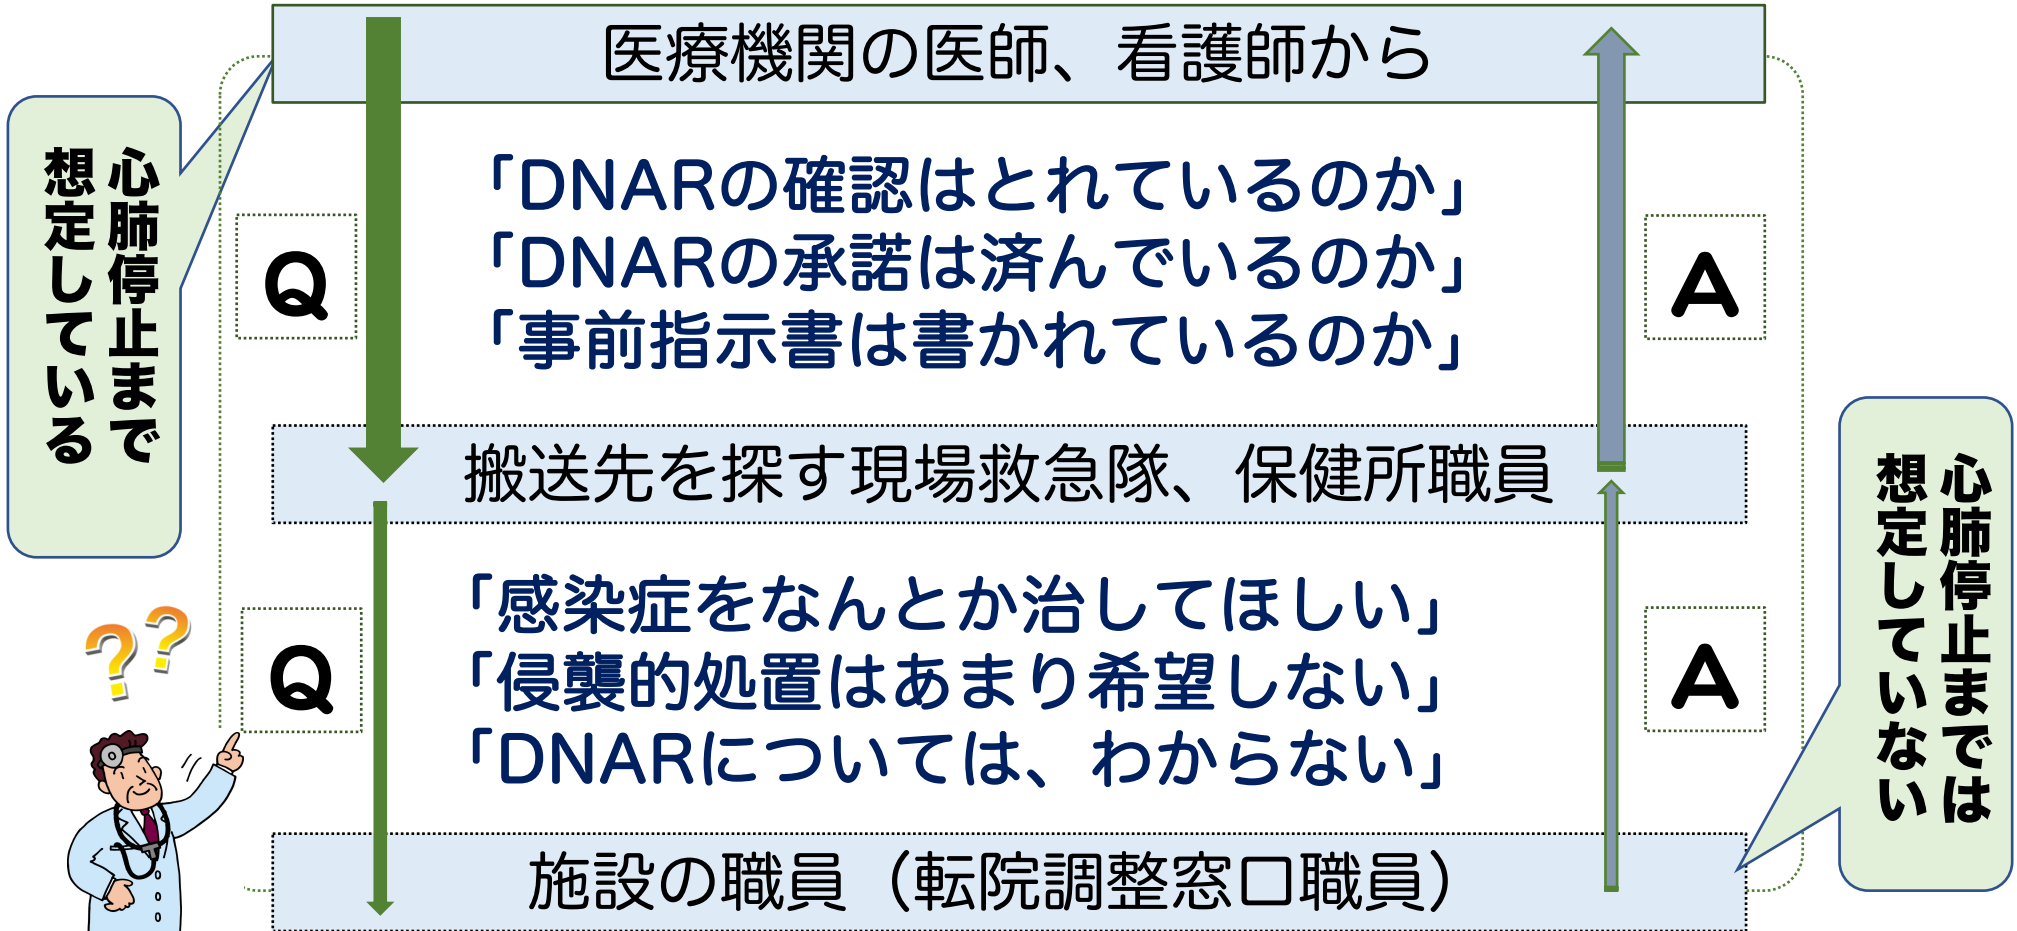 医療機関の医師、看護師から
心肺停止まで
想定している
Q
「DNARの確認はとれているのか」
「DNARの承諾は済んでいるのか」
「事前指示書は書かれているのか」
A
搬送先を探す現場救急隊、保健所職員
心肺停止までは
想定していない
??
Q
「感染症をなんとか治してほしい」
「侵襲的処置はあまり希望しない」
「DNARについては、わからない」
A
施設の職員（転院調整窓口職員）